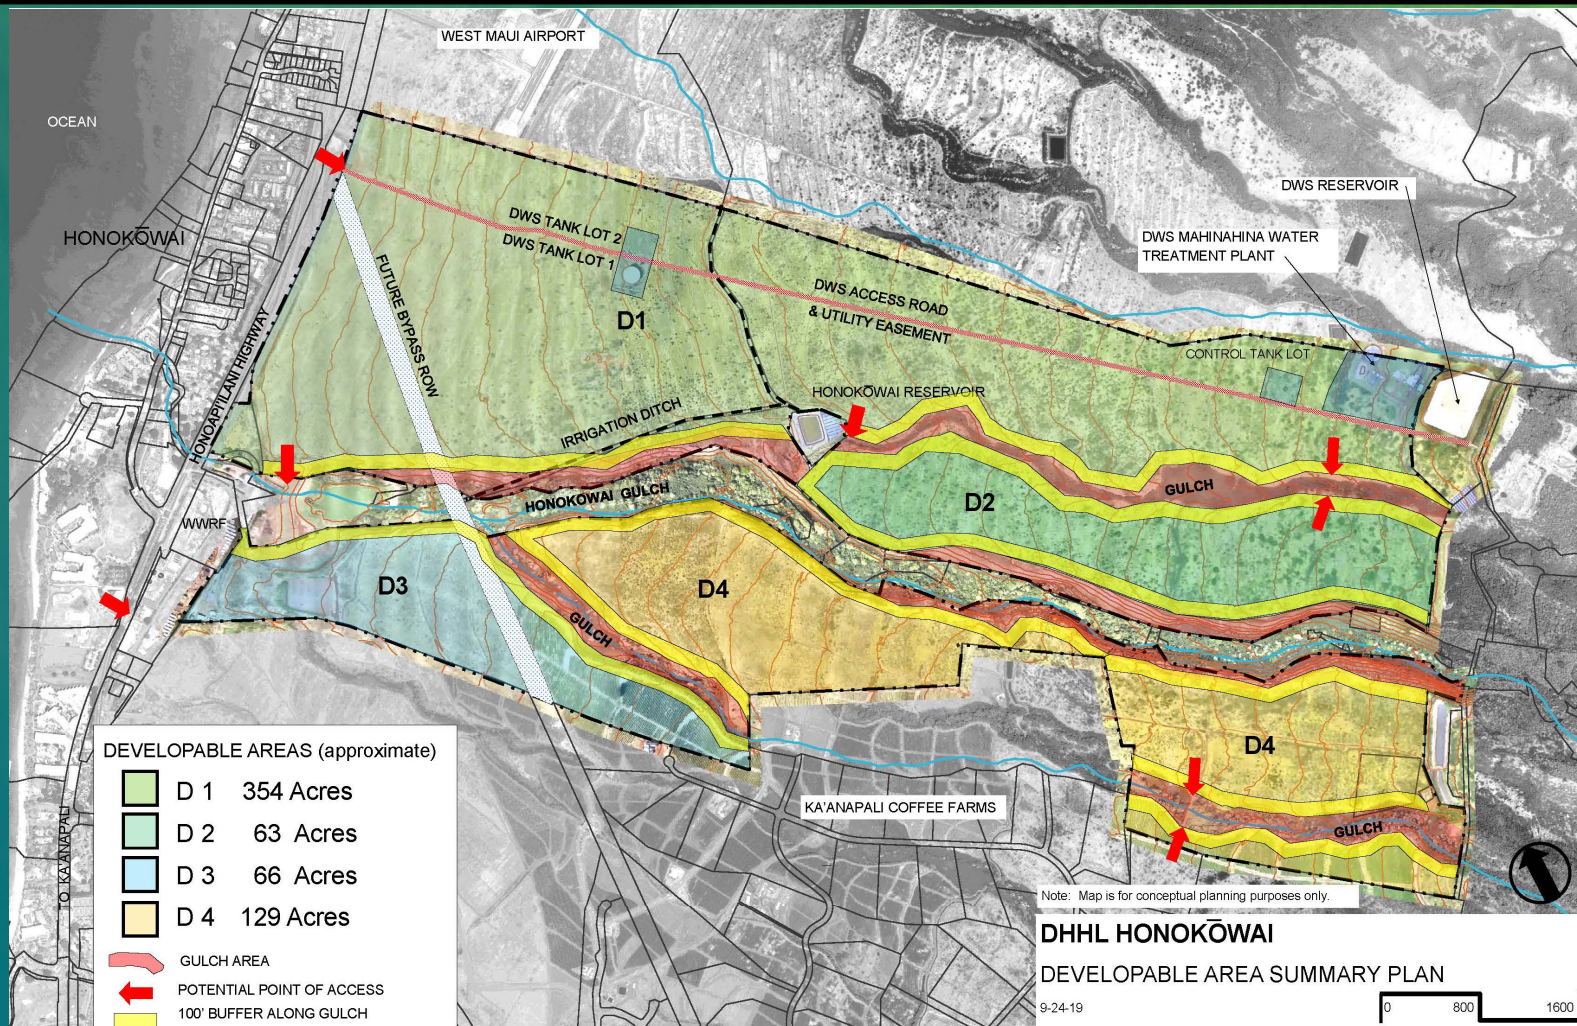 WEST MAUI AIRPORT
OCEAN
DWS RESERVOIR
HONOKŌWAI
DWS TANK LOT 2
DWS TANK LOT 1
DWS MAHINAHINA WATER
TREATMENT PLANT
FUTURE BYPASS ROW
DWS ACCESS ROAD
& UTILITY EASEMENT
D1
HONOAPI'ILANI HIGHWAY
CONTROL TANK LOT
HONOKŌWAI RESERVOIR
IRRIGATION DITCH
GULCH
D2
HONOKOWAI GULCH
WWRF
D3
D4
GULCH
D4
KA'ANAPALI COFFEE FARMS
GULCH
TO KA'ANAPALI
DEVELOPABLE AREAS (approximate)
D 1 354 Acres
D 2 63 Acres
D 3 66 Acres
D 4 129 Acres
GULCH AREA
POTENTIAL POINT OF ACCESS
100' BUFFER ALONG GULCH
Note: Map is for conceptual planning purposes only.
DHHL HONOKŌWAI
DEVELOPABLE AREA SUMMARY PLAN
9-24-19
0 800 1600